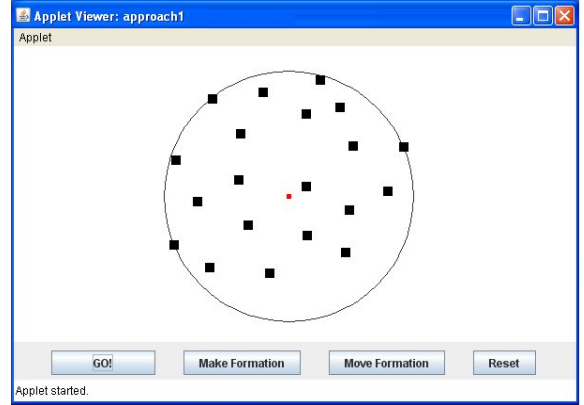 Applet Viewer: approach1
Applet
GO! Make Formation Move Formation Reset
Applet started.